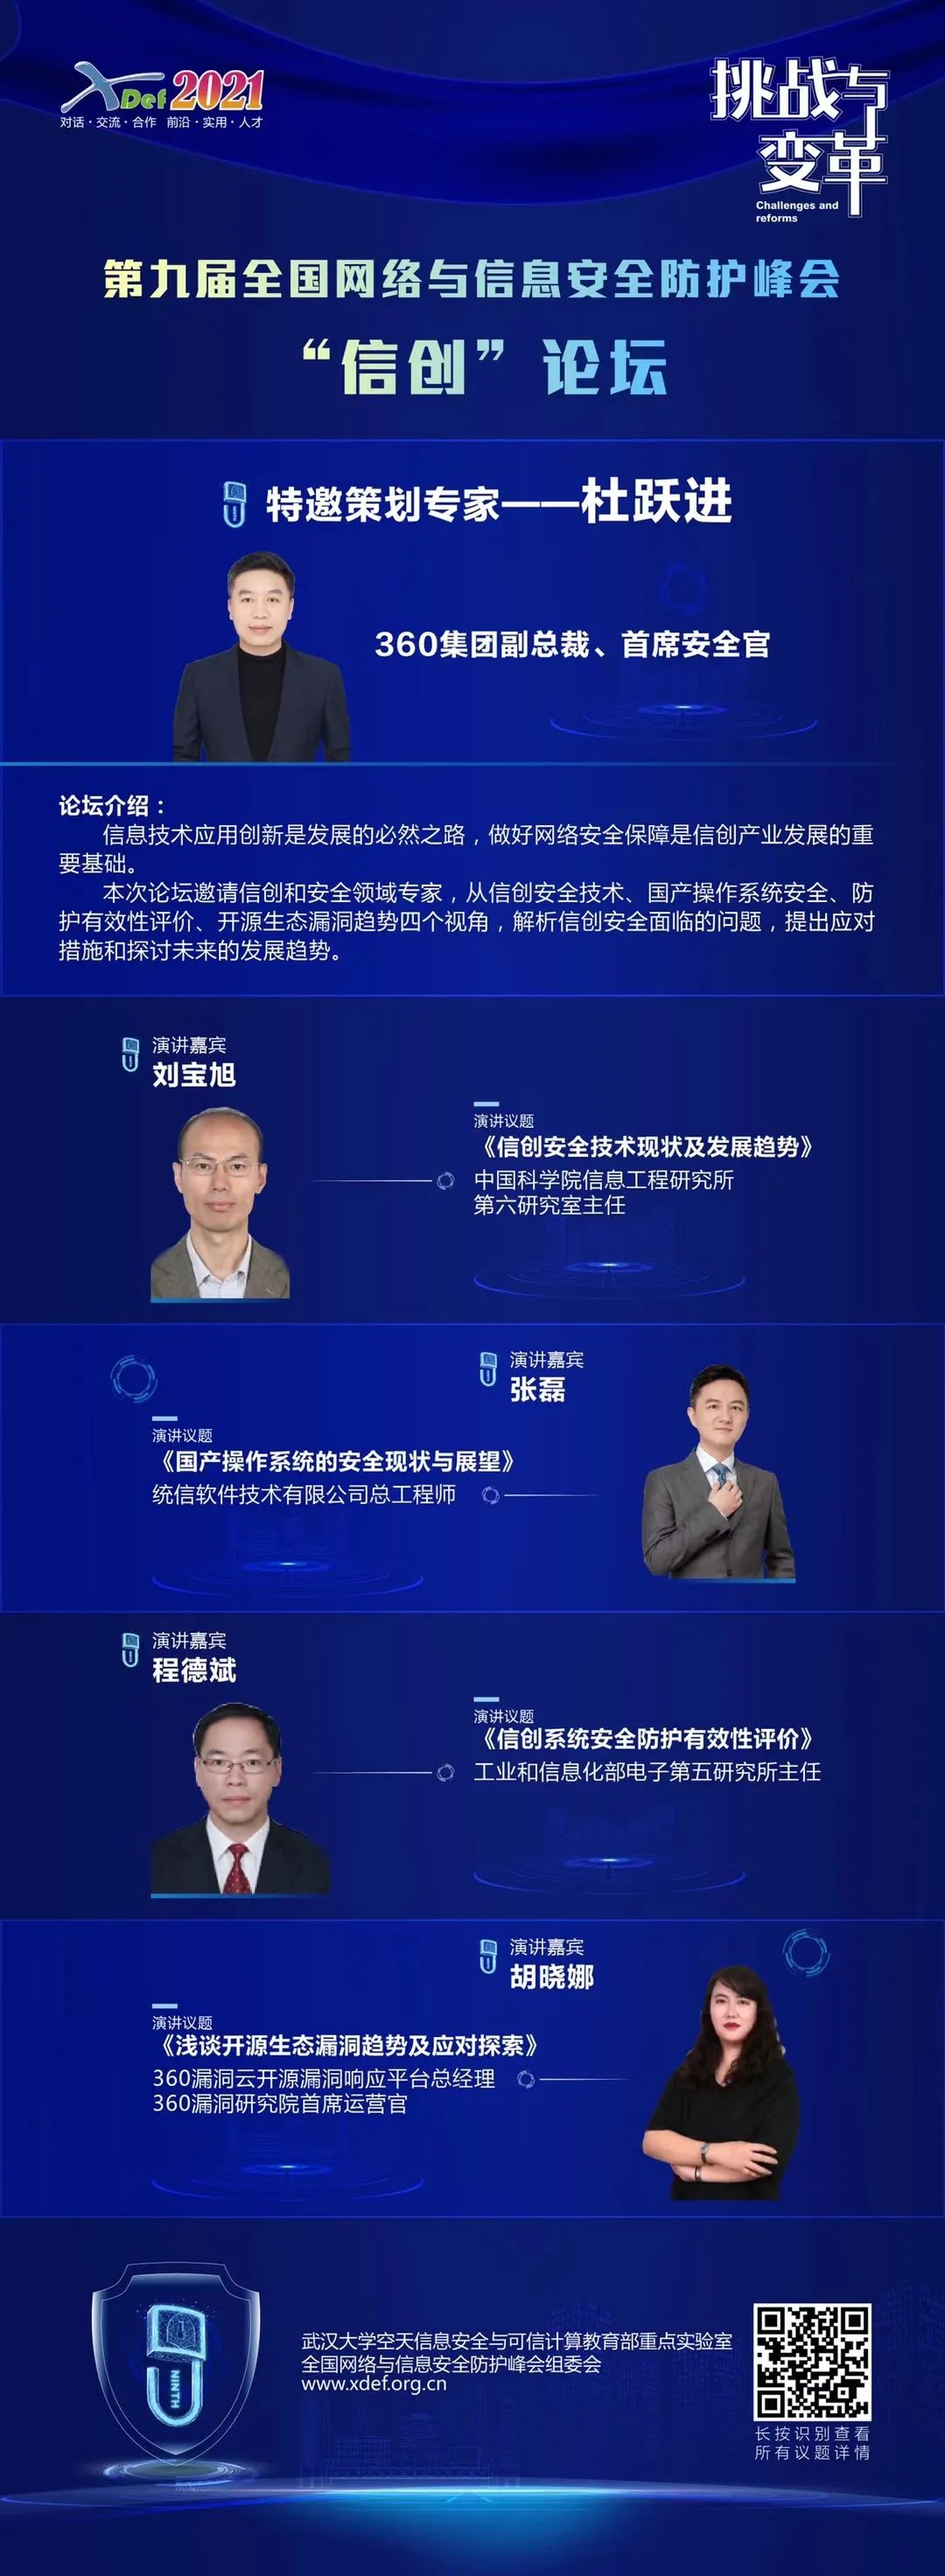 XDef 2021
对话·交流·合作 前沿·实用·人才
挑战与
变革
Challenges and
reforms
第九届全国网络与信息安全防护峰会
“信创”论坛
特邀策划专家——杜跃进
360集团副总裁、首席安全官
论坛介绍：
信息技术应用创新是发展的必然之路，做好网络安全保障是信创产业发展的重
要基础。
本次论坛邀请信创和安全领域专家，从信创安全技术、国产操作系统安全、防
护有效性评价、开源生态漏洞趋势四个视角，解析信创安全面临的问题，提出应对
措施和探讨未来的发展趋势。
演讲嘉宾
刘宝旭
演讲议题
《信创安全技术现状及发展趋势》
中国科学院信息工程研究所
第六研究室主任
演讲嘉宾
张磊
演讲议题
《国产操作系统的安全现状与展望》
统信软件技术有限公司总工程师
演讲嘉宾
程德斌
演讲议题
《信创系统安全防护有效性评价》
工业和信息化部电子第五研究所主任
演讲嘉宾
胡晓娜
演讲议题
《浅谈开源生态漏洞趋势及应对探索》
360漏洞云开源漏洞响应平台总经理
360漏洞研究院首席运营官
NINTH
武汉大学空天信息安全与可信计算教育部重点实验室
全国网络与信息安全防护峰会组委会
www.xdef.org.cn
长按识别查看
所有议题详情